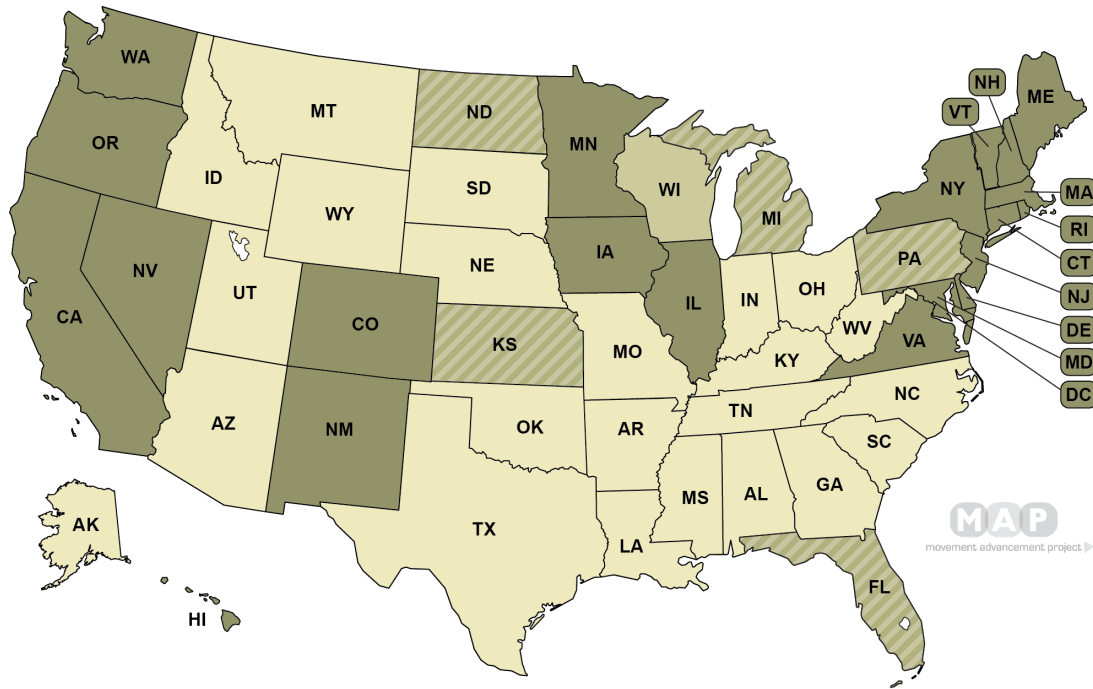 WA
OR
CA
NV
ID
MT
WY
UT
AZ
CO
NM
ND
SD
NE
KS
OK
TX
MN
IA
MO
AR
LA
WI
IL
MI
IN
OH
KY
TN
MS
AL
GA
FL
SC
NC
VA
WV
PA
NY
VT
NH
ME
MA
RI
CT
NJ
DE
MD
DC
AK
HI
MAP
movement advancement project